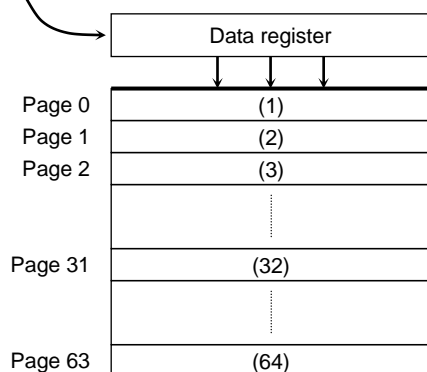 Data register
Page 0 (1)
Page 1 (2)
Page 2 (3)
Page 31 (32)
Page 63 (64)